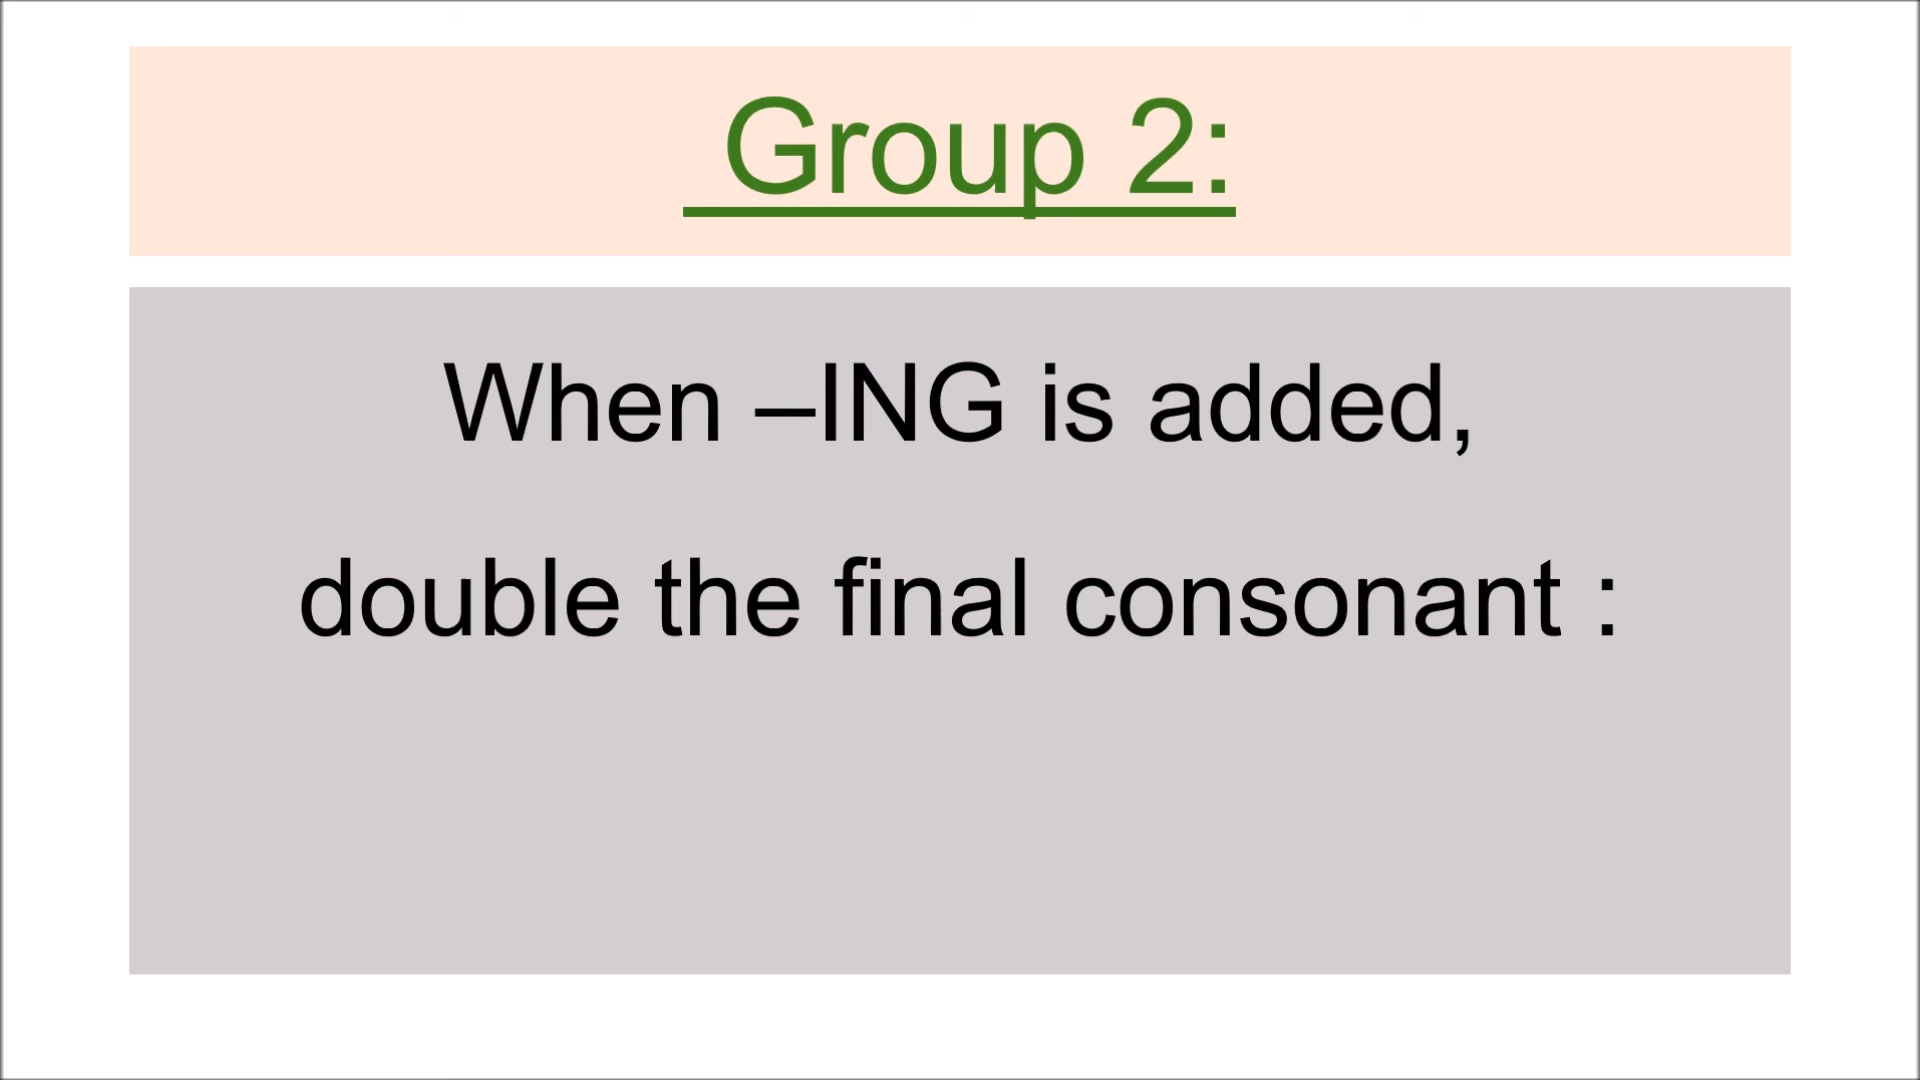 Group 2:
When –ING is added,
double the final consonant :